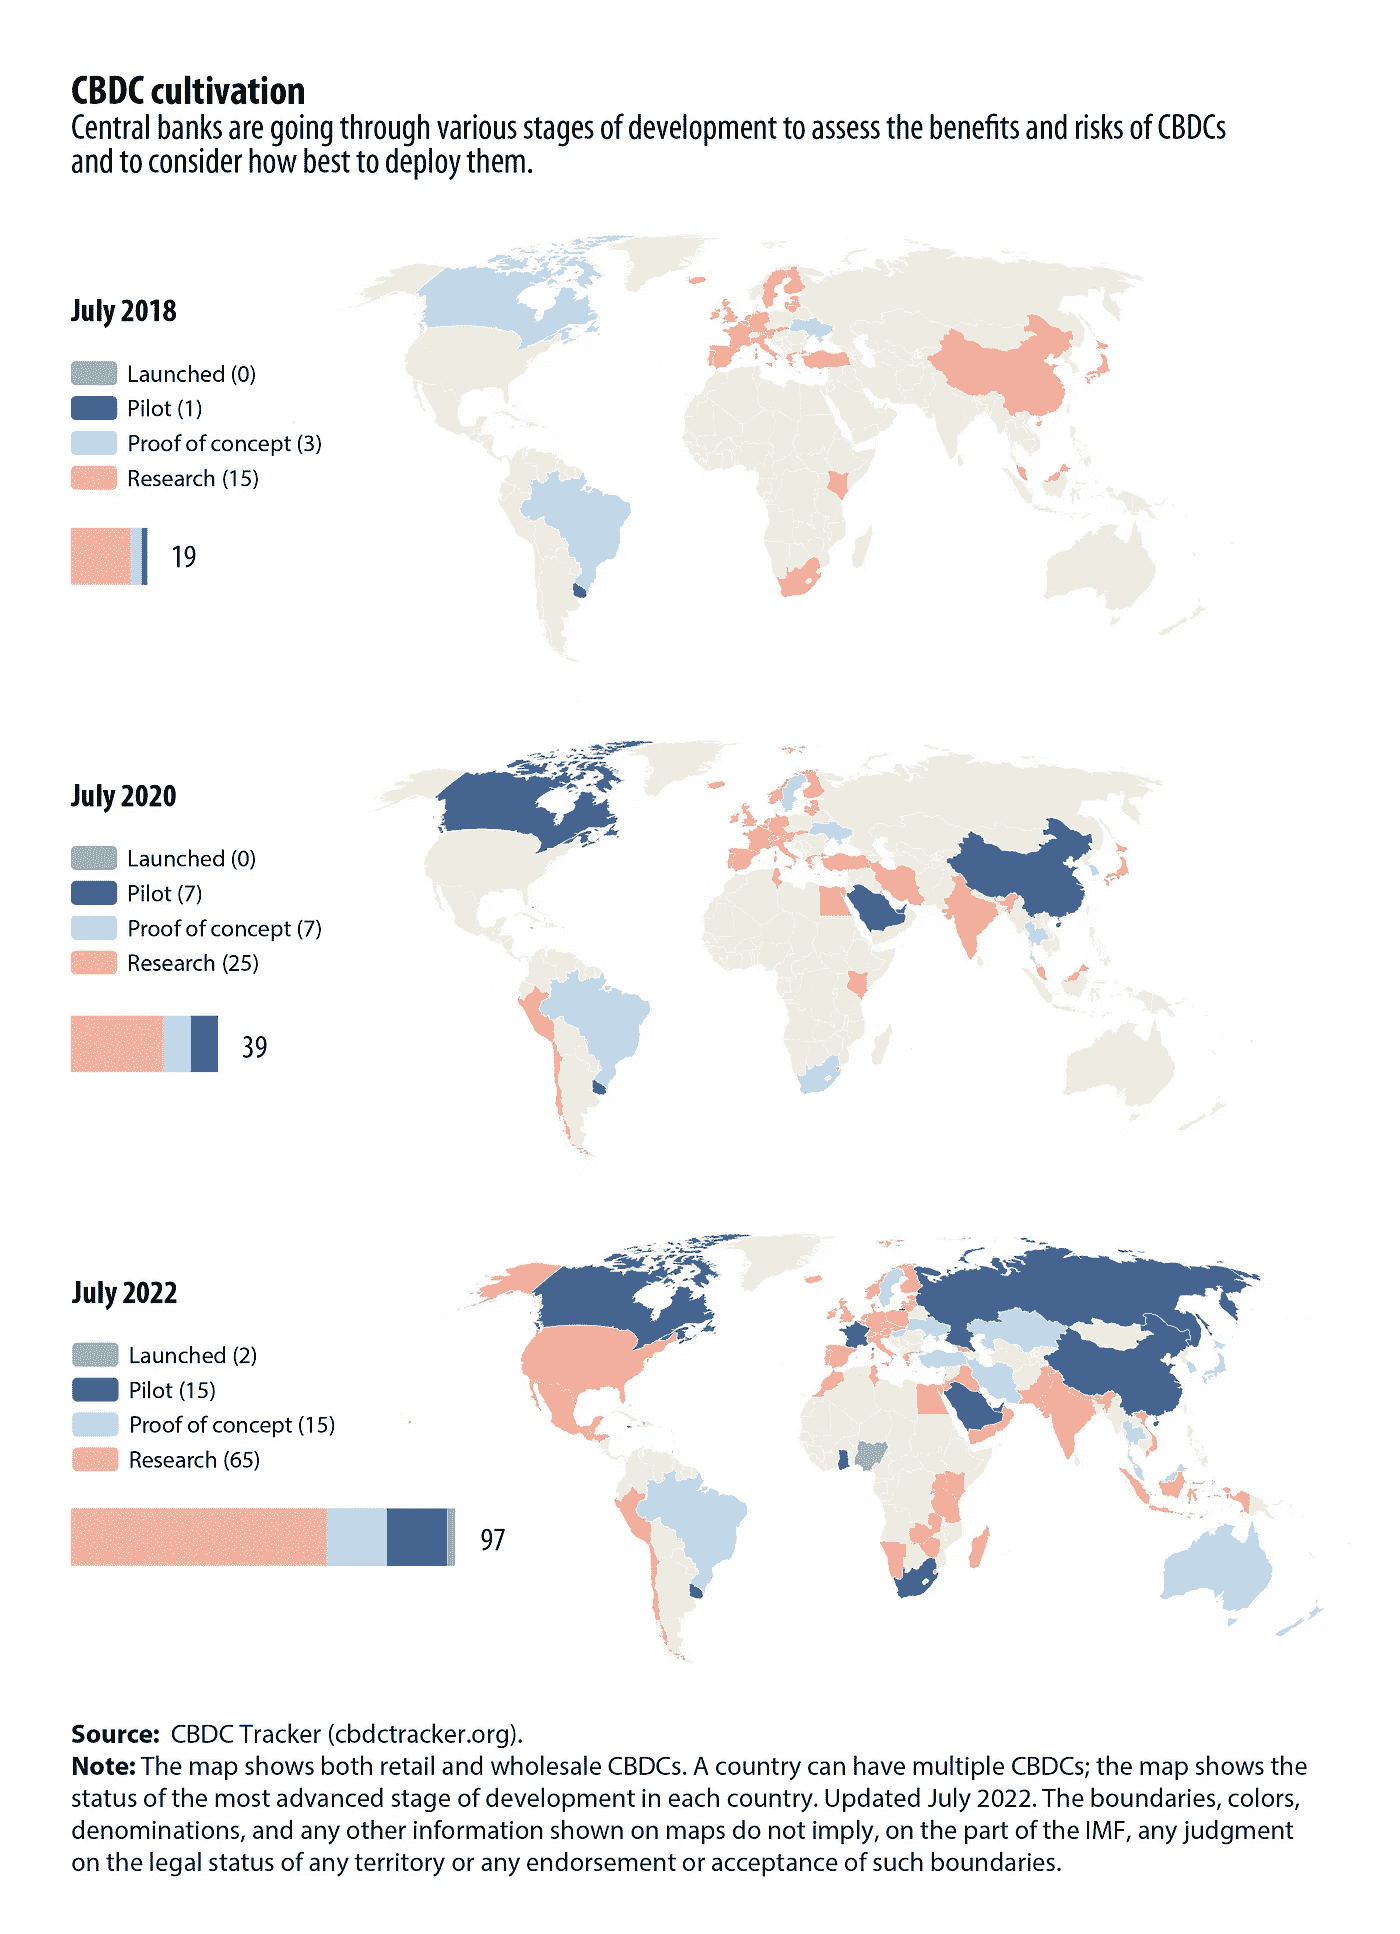 CBDC cultivation
Central banks are going through various stages of development to assess the benefits and risks of CBDCs
and to consider how best to deploy them.
July 2018
Launched (0)
Pilot (1)
Proof of concept (3)
Research (15)
19
July 2020
Launched (0)
Pilot (7)
Proof of concept (7)
Research (25)
39
July 2022
Launched (2)
Pilot (15)
Proof of concept (15)
Research (65)
97
Source: CBDC Tracker (cbdctracker.org).
Note: The map shows both retail and wholesale CBDCs. A country can have multiple CBDCs; the map shows the
status of the most advanced stage of development in each country. Updated July 2022. The boundaries, colors,
denominations, and any other information shown on maps do not imply, on the part of the IMF, any judgment
on the legal status of any territory or any endorsement or acceptance of such boundaries.